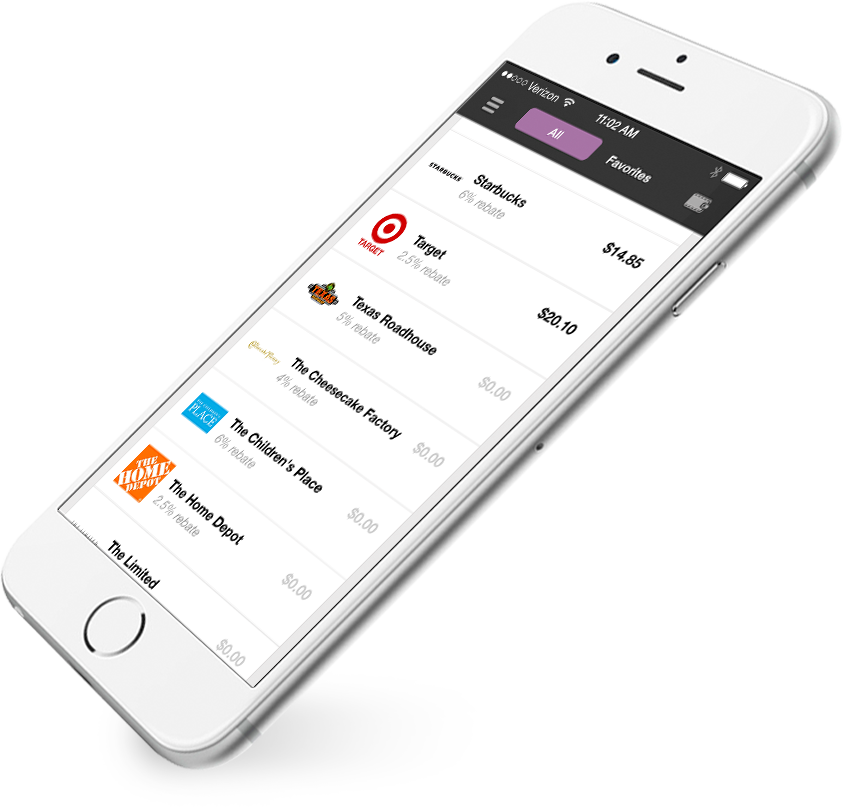 Verizon 11:02 AM
All Favorites
STARBUCKS
Starbucks
6% rebate
$14.85
TARGET
Target
2.5% rebate
$20.10
TEXAS
Texas Roadhouse
5% rebate
$0.00
The Cheesecake Factory
4% rebate
$0.00
PLACE
The Children's Place
6% rebate
$0.00
THE
HOME
DEPOT
The Home Depot
2.5% rebate
$0.00
The Limited
$0.00